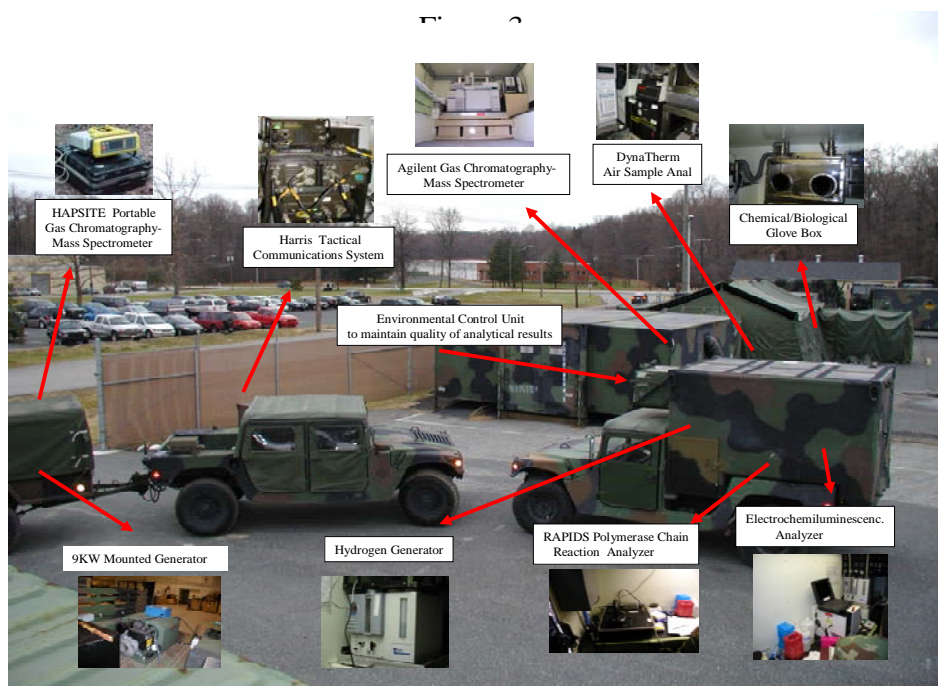 Figure 3
Agilent Gas Chromatography-
Mass Spectrometer
DynaTherm
Air Sample Anal
HAPSITE Portable
Gas Chromatography-
Mass Spectrometer
Harris Tactical
Communications System
Chemical/Biological
Glove Box
Environmental Control Unit
to maintain quality of analytical results
9KW Mounted Generator
Hydrogen Generator
RAPIDS Polymerase Chain
Reaction Analyzer
Electrochemiluminescenc.
Analyzer